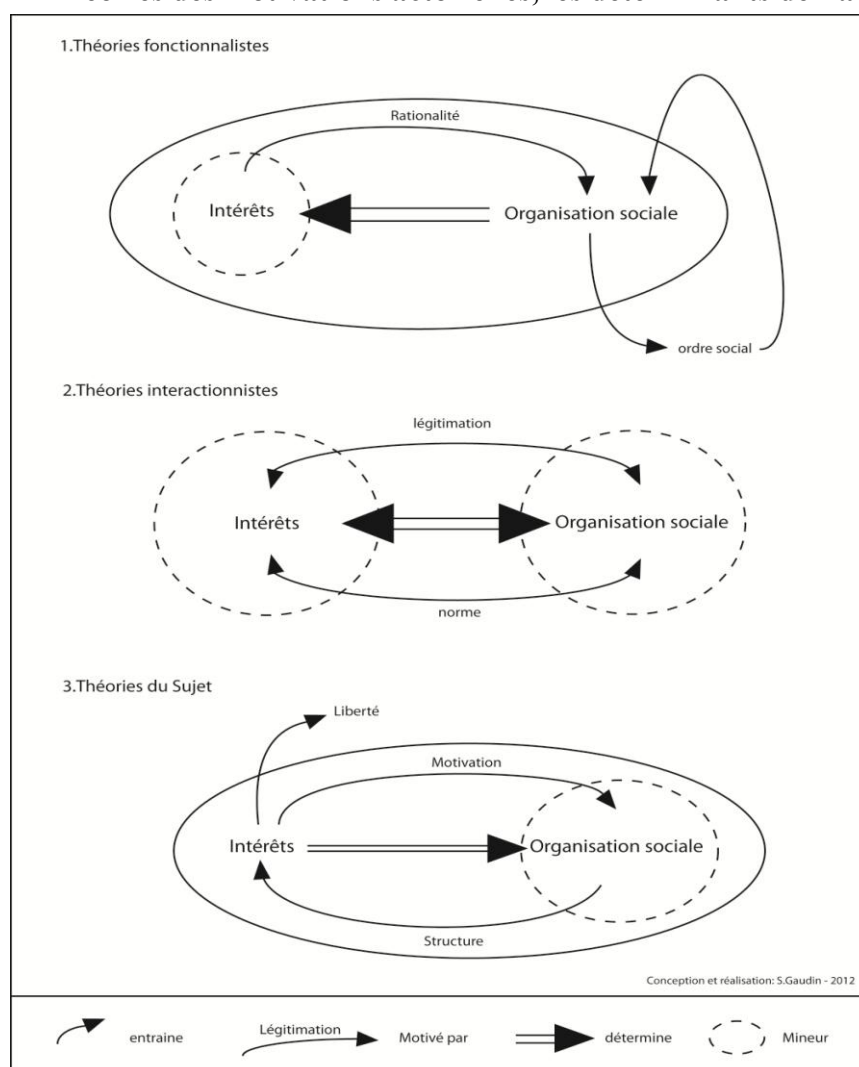 1.Théories fonctionnalistes
Rationalité
Intérêts
Organisation sociale
ordre social
2.Théories interactionnistes
légitimation
Intérêts
Organisation sociale
norme
3.Théories du Sujet
Liberté
Motivation
Intérêts
Organisation sociale
Structure
Conception et réalisation: S.Gaudin - 2012
entraine
Légitimation
Motivé par
détermine
Mineur